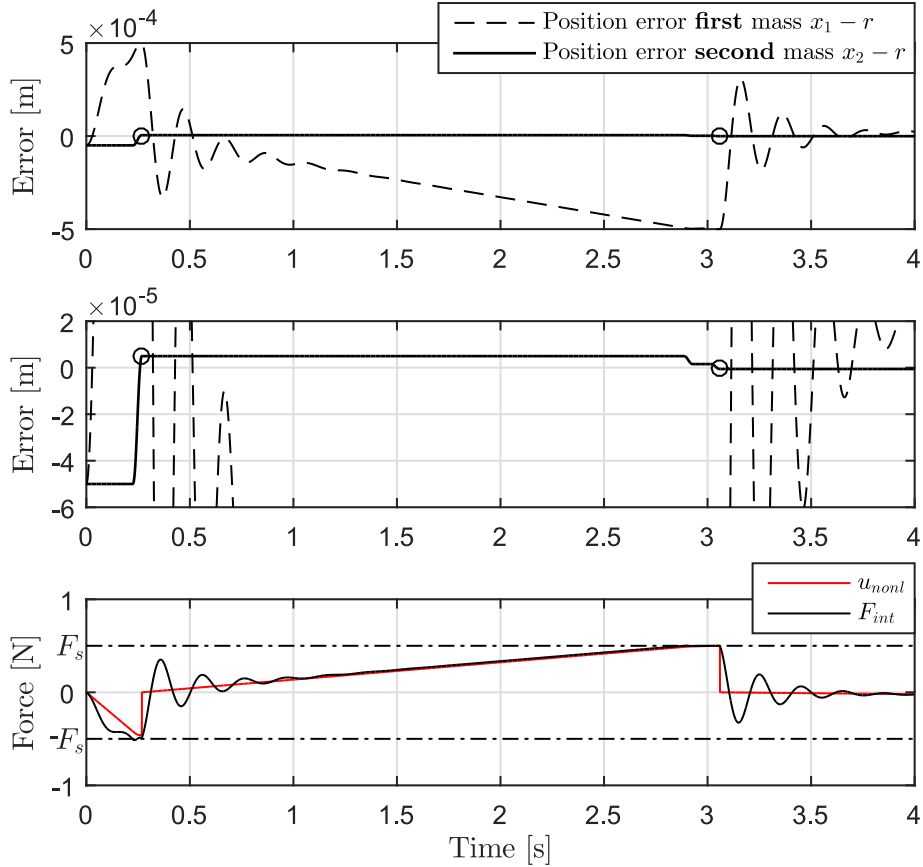 ×10⁻⁴
Position error first mass x₁ − r
Position error second mass x₂ − r
Error [m]
5
0
-5
0 0.5 1 1.5 2 2.5 3 3.5 4
×10⁻⁵
Error [m]
2
0
-2
-4
-6
0 0.5 1 1.5 2 2.5 3 3.5 4
u_nonl
F_int
Force [N]
1
F_s
0
-F_s
-1
0 0.5 1 1.5 2 2.5 3 3.5 4
Time [s]